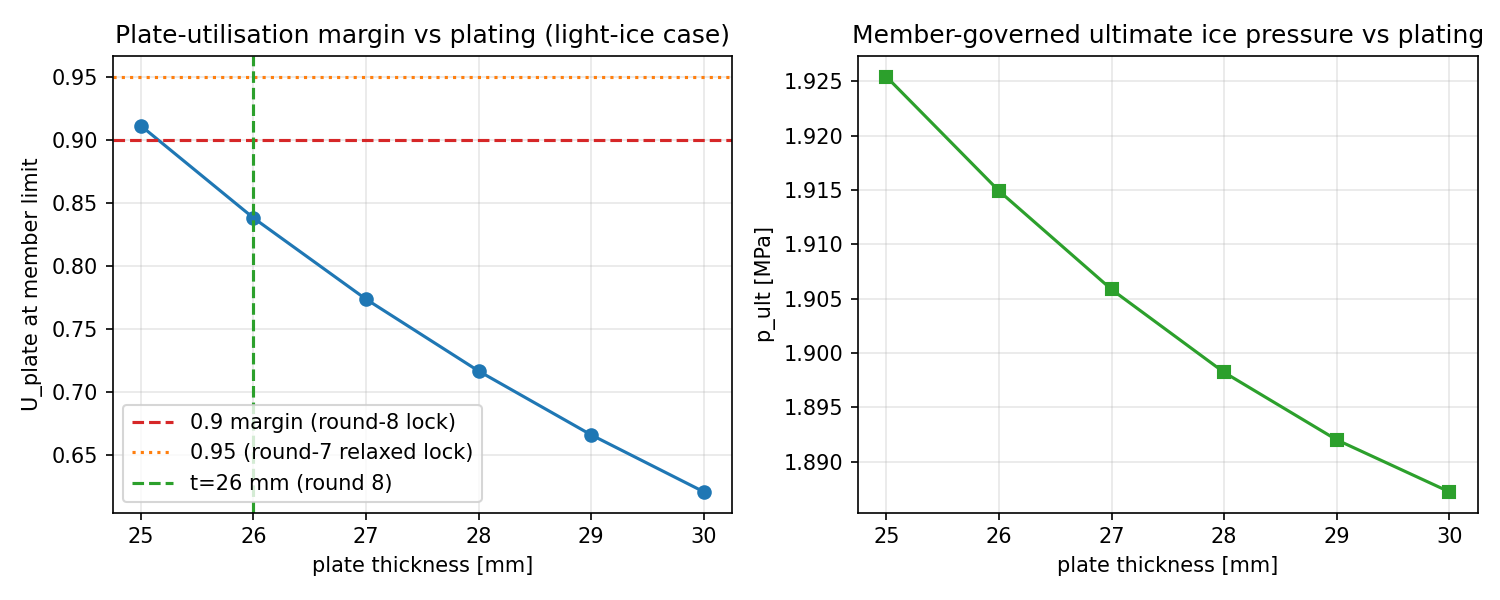 Plate-utilisation margin vs plating (light-ice case)
U_plate at member limit
0.95
0.90
0.85
0.80
0.75
0.70
0.65
0.9 margin (round-8 lock)
0.95 (round-7 relaxed lock)
t=26 mm (round 8)
25 26 27 28 29 30
plate thickness [mm]
Member-governed ultimate ice pressure vs plating
p_ult [MPa]
1.925
1.920
1.915
1.910
1.905
1.900
1.895
1.890
25 26 27 28 29 30
plate thickness [mm]